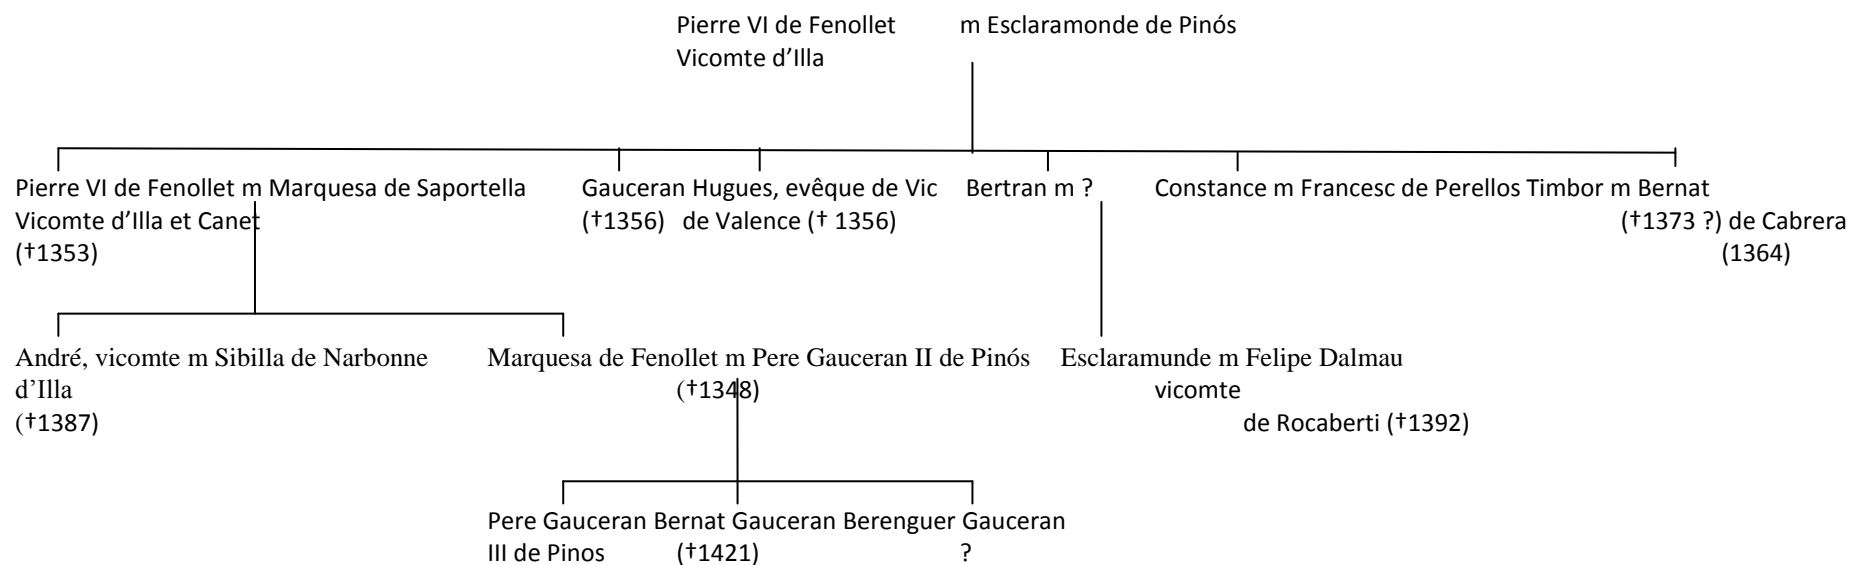 Pierre VI de Fenollet m Esclaramonde de Pinós
Vicomte d'Illa
Pierre VI de Fenollet m Marquesa de Saportella Gauceran Hugues, evêque de Vic Bertran m ? Constance m Francesc de Perellos Timbor m Bernat
Vicomte d'Illa et Canet (†1356) de Valence († 1356) (†1373 ?) de Cabrera
(†1353) (1364)
André, vicomte m Sibilla de Narbonne Marquesa de Fenollet m Pere Gauceran II de Pinós Esclaramunde m Felipe Dalmau
d'Illa (†1348) vicomte
(†1387) de Rocaberti (†1392)
Pere Gauceran Bernat Gauceran Berenguer Gauceran
III de Pinos (†1421) ?